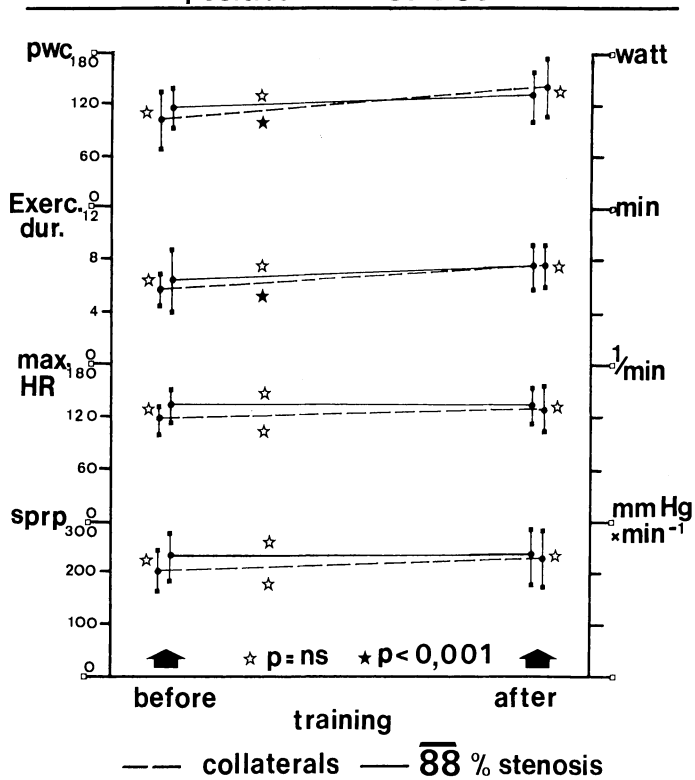 pwc 180 watt
120
60
0
Exerc. 12 min
dur.
8
4
0
max. 180 1/min
HR
120
60
0
sprp 300 mm Hg
×min⁻¹
200
100
0
☆ p = ns ★ p < 0,001
before after
training
collaterals 88 % stenosis